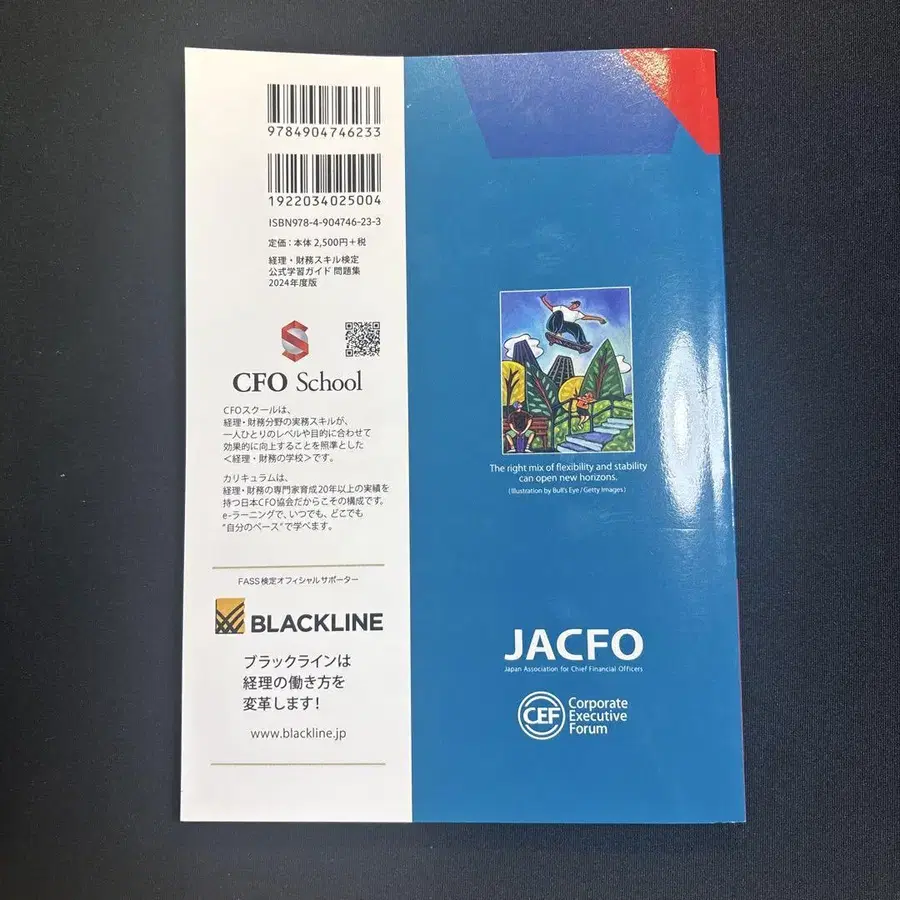 9784904746233
1922034025004
ISBN978-4-904746-23-3
定価：本体 2,500円＋税
経理・財務スキル検定
公式学習ガイド 問題集
2024年度版
CFO School
CFOスクールは、
経理・財務分野の実務スキルが、
一人ひとりのレベルや目的に合わせて
効果的に向上することを照準とした
＜経理・財務の学校＞です。
カリキュラムは、
経理・財務の専門家育成20年以上の実績を
持つ日本CFO協会だからこその構成です。
e-ラーニングで、いつでも、どこでも
"自分のペース"で学べます。
FASS検定オフィシャルサポーター
BLACKLINE
ブラックラインは
経理の働き方を
変革します！
www.blackline.jp
The right mix of flexibility and stability
can open new horizons.
(Illustration by Bull's Eye / Getty Images)
JACFO
Japan Association for Chief Financial Officers
CEF
Corporate
Executive
Forum